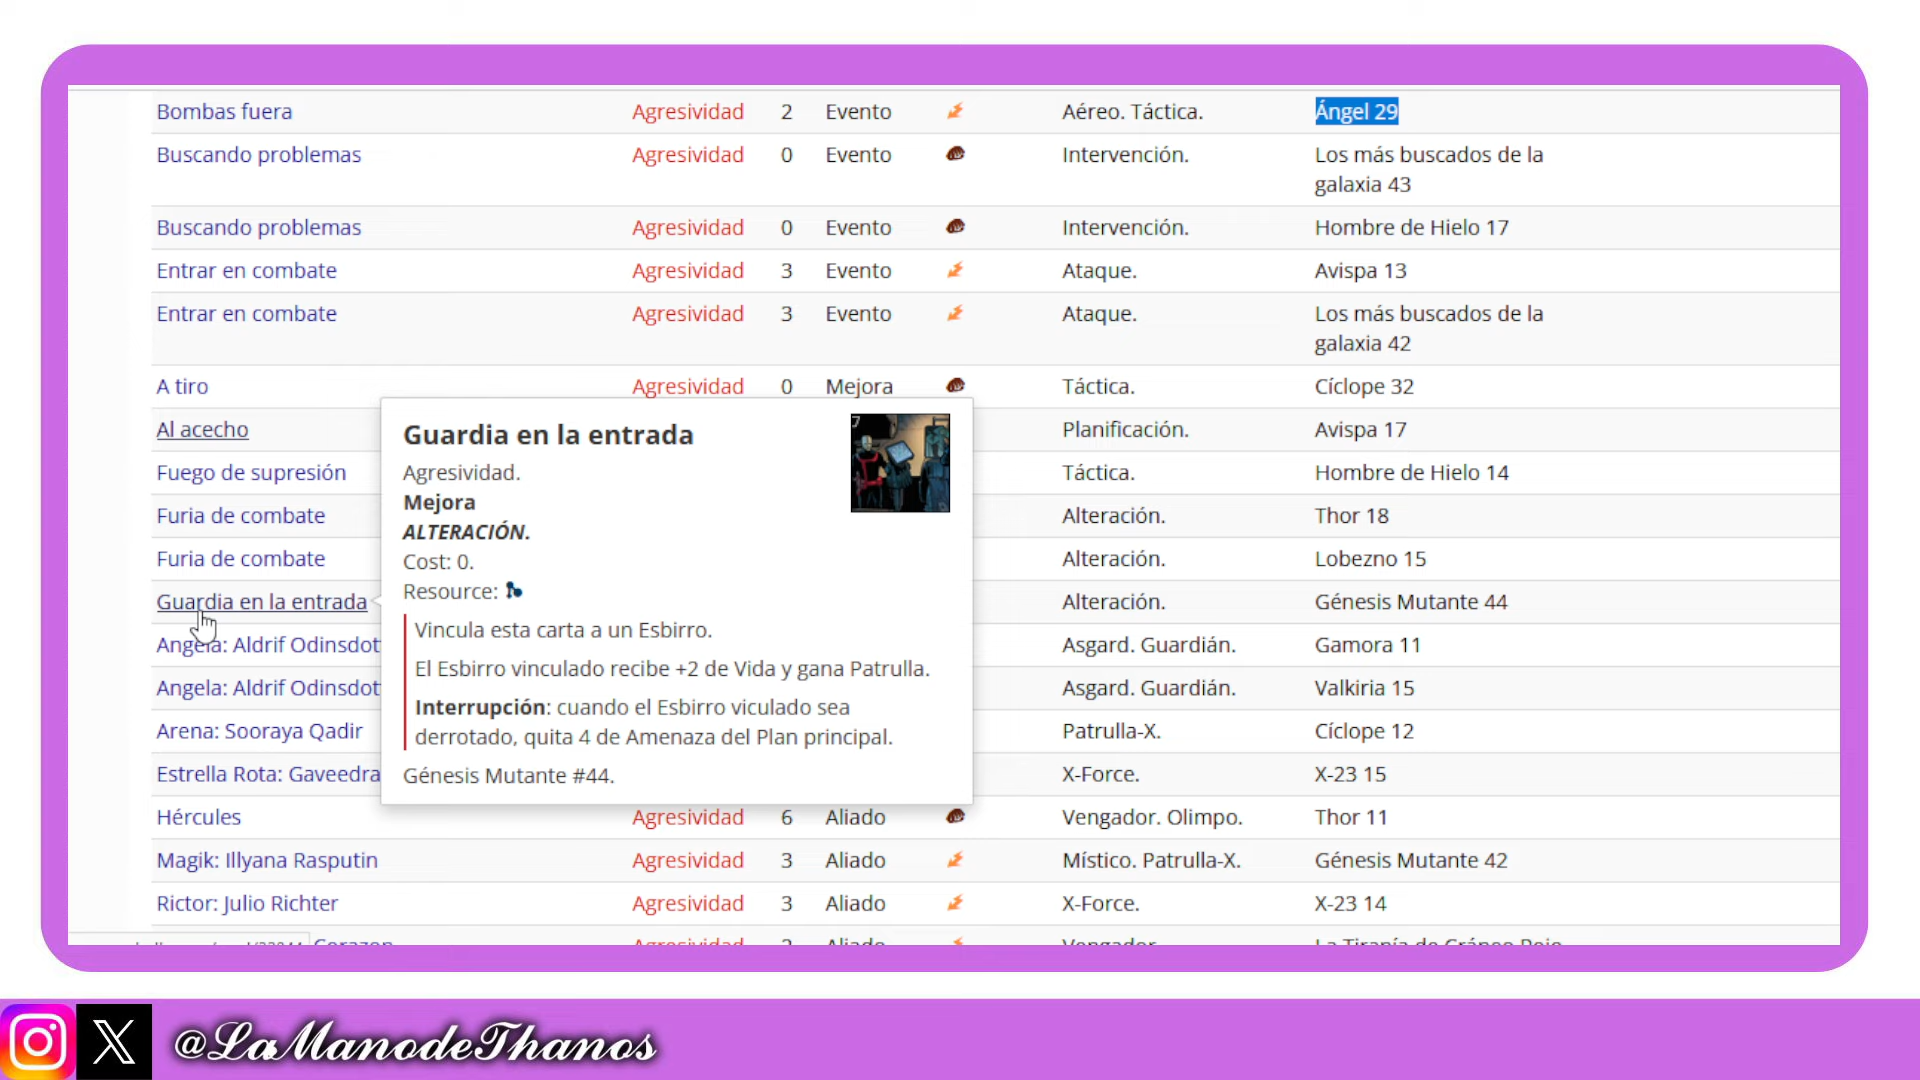 Bombas fuera Agresividad 2 Evento Aéreo. Táctica. Ángel 29
Buscando problemas Agresividad 0 Evento Intervención. Los más buscados de la
galaxia 43
Buscando problemas Agresividad 0 Evento Intervención. Hombre de Hielo 17
Entrar en combate Agresividad 3 Evento Ataque. Avispa 13
Entrar en combate Agresividad 3 Evento Ataque. Los más buscados de la
galaxia 42
A tiro Agresividad 0 Mejora Táctica. Cíclope 32
Al acecho Planificación. Avispa 17
Fuego de supresión Táctica. Hombre de Hielo 14
Furia de combate Alteración. Thor 18
Furia de combate Alteración. Lobezno 15
Guardia en la entrada Alteración. Génesis Mutante 44
Angela: Aldrif Odinsdot Asgard. Guardián. Gamora 11
Angela: Aldrif Odinsdot Asgard. Guardián. Valkiria 15
Arena: Sooraya Qadir Patrulla-X. Cíclope 12
Estrella Rota: Gaveedra X-Force. X-23 15
Guardia en la entrada
Agresividad.
Mejora
ALTERACIÓN.
Cost: 0.
Resource:
Vincula esta carta a un Esbirro.
El Esbirro vinculado recibe +2 de Vida y gana Patrulla.
Interrupción: cuando el Esbirro viculado sea
derrotado, quita 4 de Amenaza del Plan principal.
Génesis Mutante #44.
Hércules Agresividad 6 Aliado Vengador. Olimpo. Thor 11
Magik: Illyana Rasputin Agresividad 3 Aliado Místico. Patrulla-X. Génesis Mutante 42
Rictor: Julio Richter Agresividad 3 Aliado X-Force. X-23 14
Corazon Agresividad Aliado Vengador La Tiranía de Cráneo Rojo
@LaManodeThanos